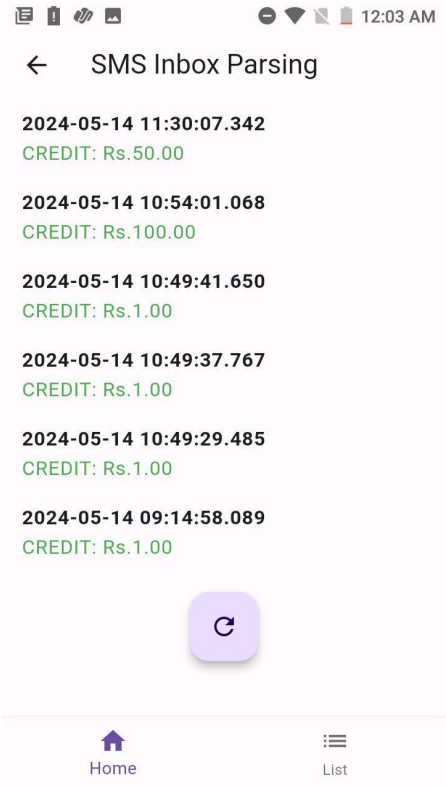 12:03 AM
SMS Inbox Parsing
2024-05-14 11:30:07.342
CREDIT: Rs.50.00
2024-05-14 10:54:01.068
CREDIT: Rs.100.00
2024-05-14 10:49:41.650
CREDIT: Rs.1.00
2024-05-14 10:49:37.767
CREDIT: Rs.1.00
2024-05-14 10:49:29.485
CREDIT: Rs.1.00
2024-05-14 09:14:58.089
CREDIT: Rs.1.00
Home
List